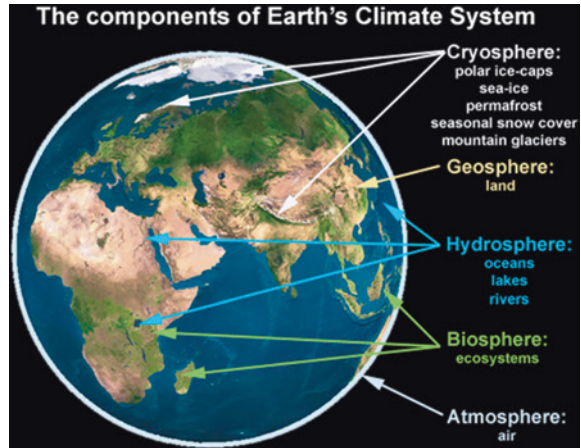 The components of Earth's Climate System
Cryosphere:
polar ice-caps
sea-ice
permafrost
seasonal snow cover
mountain glaciers
Geosphere:
land
Hydrosphere:
oceans
lakes
rivers
Biosphere:
ecosystems
Atmosphere:
air